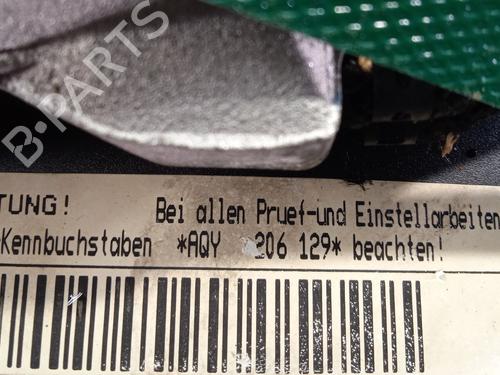 B-PARTS
TUNG! Bei allen Pruef-und Einstellarbeiten
-Kennbuchstaben *AQY 206 129* beachten!